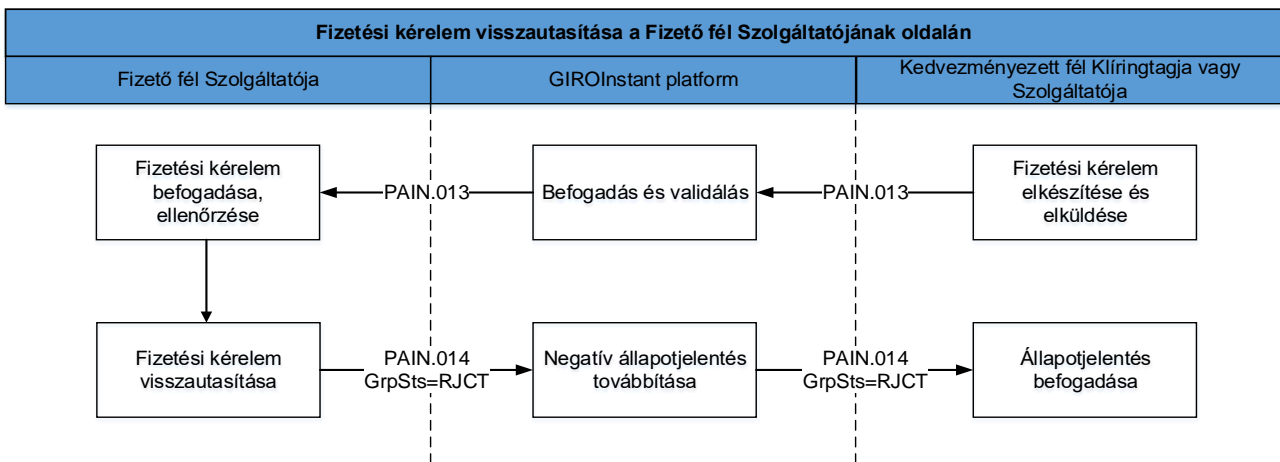 Fizetési kérelem visszautasítása a Fizető fél Szolgáltatójának oldalán
Fizető fél Szolgáltatója
GIROInstant platform
Kedvezményezett fél Klíringtagja vagy
Szolgáltatója
Fizetési kérelem
befogadása,
ellenőrzése
PAIN.013
Befogadás és validálás
PAIN.013
Fizetési kérelem
elkészítése és
elküldése
Fizetési kérelem
visszautasítása
PAIN.014
GrpSts=RJCT
Negatív állapotjelentés
továbbítása
PAIN.014
GrpSts=RJCT
Állapotjelentés
befogadása